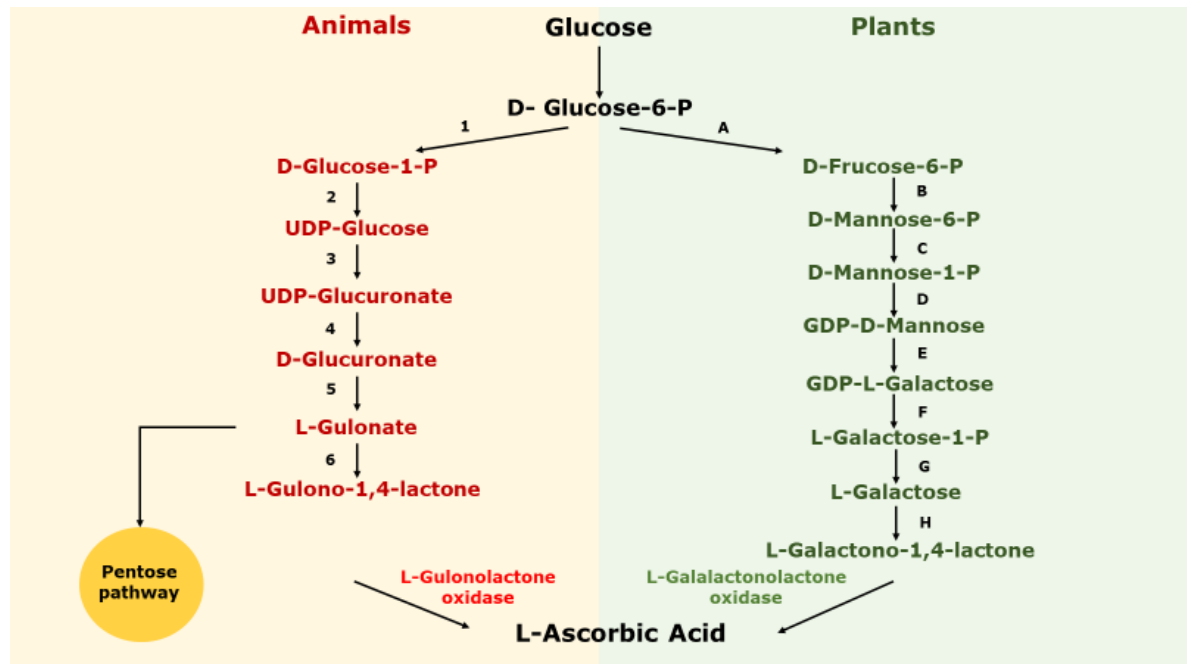 Animals
Glucose
Plants
D- Glucose-6-P
1
A
D-Glucose-1-P
D-Frucose-6-P
2
B
UDP-Glucose
D-Mannose-6-P
3
C
UDP-Glucuronate
D-Mannose-1-P
4
D
D-Glucuronate
GDP-D-Mannose
5
E
L-Gulonate
GDP-L-Galactose
6
F
L-Gulono-1,4-lactone
L-Galactose-1-P
G
L-Galactose
H
L-Galactono-1,4-lactone
Pentose
pathway
L-Gulonolactone
oxidase
L-Galalactonolactone
oxidase
L-Ascorbic Acid